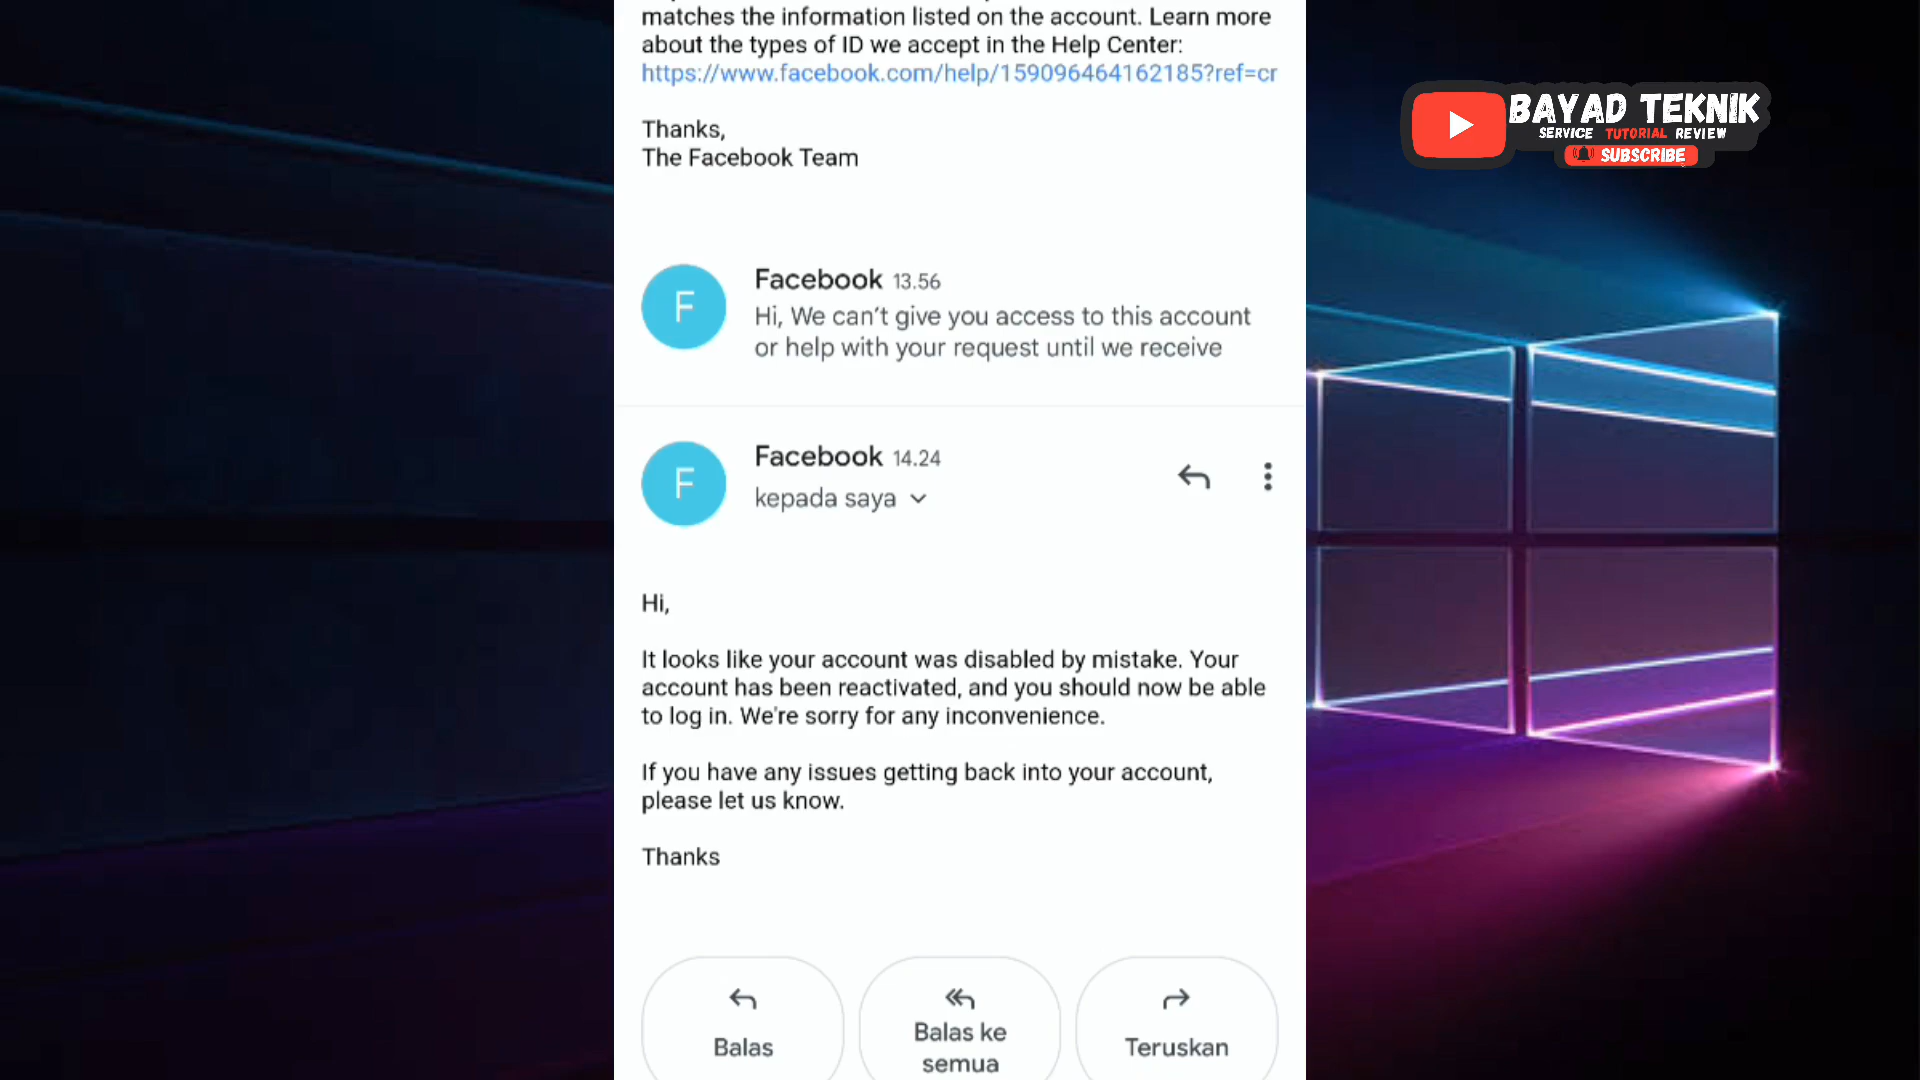 matches the information listed on the account. Learn more
about the types of ID we accept in the Help Center:
https://www.facebook.com/help/159096464162185?ref=cr
Thanks,
The Facebook Team
BAYAD TEKNIK
SERVICE TUTORIAL REVIEW
SUBSCRIBE
F
Facebook 13.56
Hi, We can’t give you access to this account
or help with your request until we receive
F
Facebook 14.24
kepada saya
Hi,
It looks like your account was disabled by mistake. Your
account has been reactivated, and you should now be able
to log in. We're sorry for any inconvenience.
If you have any issues getting back into your account,
please let us know.
Thanks
Balas
Balas ke
semua
Teruskan